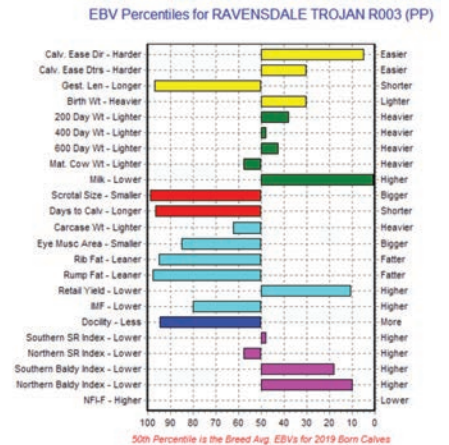 EBV Percentiles for RAVENSDALE TROJAN R003 (PP)
Calv. Ease Dir - Harder Easier
Calv. Ease Dtrs - Harder Easier
Gest. Len - Longer Shorter
Birth Wt - Heavier Lighter
200 Day Wt - Lighter Heavier
400 Day Wt - Lighter Heavier
600 Day Wt - Lighter Heavier
Mat. Cow Wt - Lighter Heavier
Milk - Lower Higher
Scrotal Size - Smaller Bigger
Days to Calv - Longer Shorter
Carcase Wt - Lighter Heavier
Eye Musc Area - Smaller Bigger
Rib Fat - Leaner Fatter
Rump Fat - Leaner Fatter
Retail Yield - Lower Higher
IMF - Lower Higher
Docility - Less More
Southern SR Index - Lower Higher
Northern SR Index - Lower Higher
Southern Baldy Index - Lower Higher
Northern Baldy Index - Lower Higher
NFI-F - Higher Lower
100 90 80 70 60 50 40 30 20 10 0
50th Percentile is the Breed Avg. EBVs for 2019 Born Calves